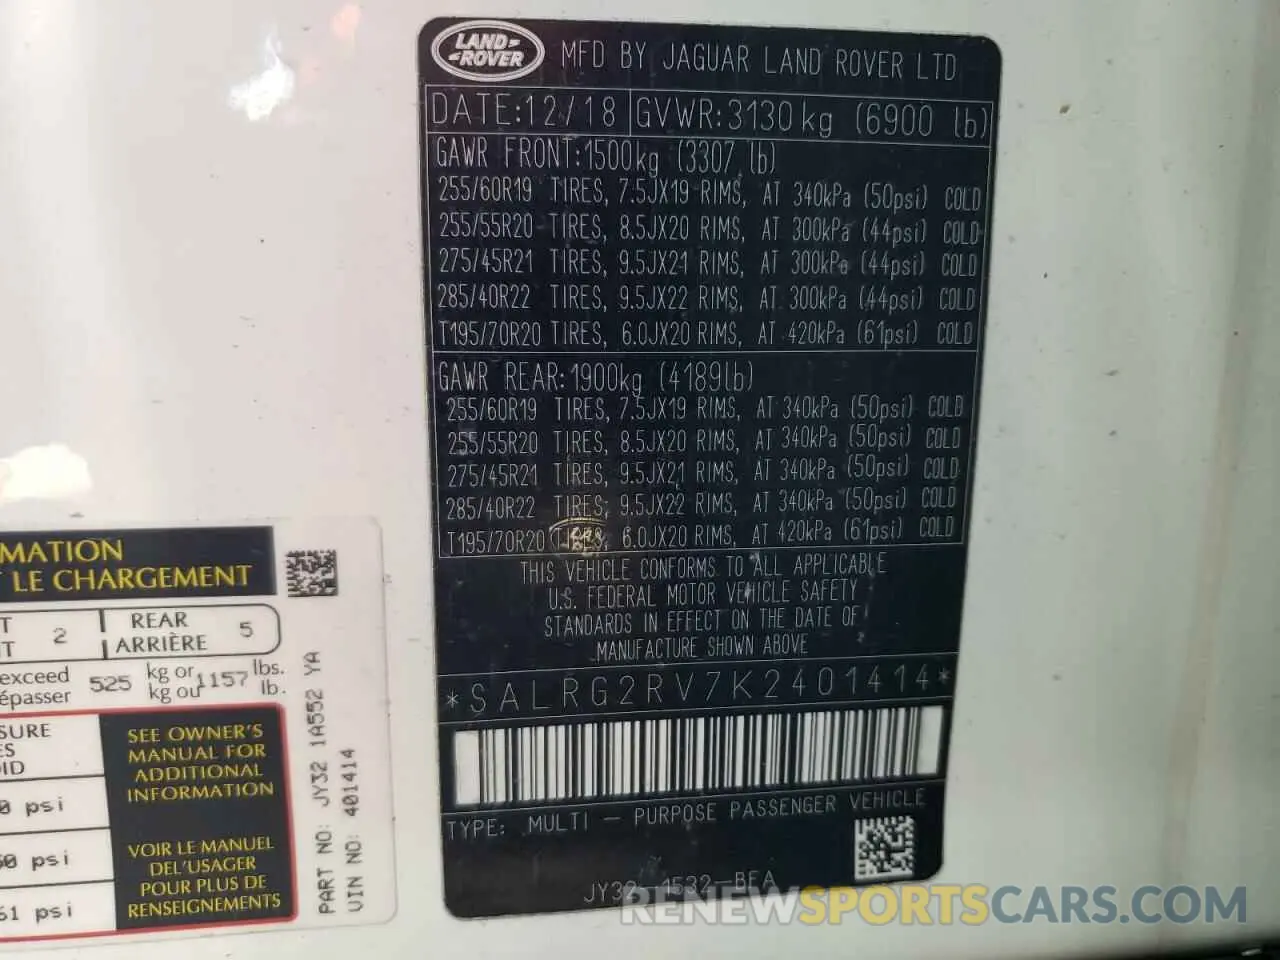 LAND
ROVER
MFD BY JAGUAR LAND ROVER LTD
DATE:12/18 GVWR:3130kg (6900 lb)
GAWR FRONT:1500kg (3307 lb)
255/60R19 TIRES, 7.5JX19 RIMS, AT 340kPa (50psi) COLD
255/55R20 TIRES, 8.5JX20 RIMS, AT 300kPa (44psi) COLD
275/45R21 TIRES, 9.5JX21 RIMS, AT 300kPa (44psi) COLD
285/40R22 TIRES, 9.5JX22 RIMS, AT 300kPa (44psi) COLD
T195/70R20 TIRES, 6.0JX20 RIMS, AT 420kPa (61psi) COLD
GAWR REAR:1900kg (4189lb)
255/60R19 TIRES, 7.5JX19 RIMS, AT 340kPa (50psi) COLD
255/55R20 TIRES, 8.5JX20 RIMS, AT 340kPa (50psi) COLD
275/45R21 TIRES, 9.5JX21 RIMS, AT 340kPa (50psi) COLD
285/40R22 TIRES, 9.5JX22 RIMS, AT 340kPa (50psi) COLD
T195/70R20 TIRES, 6.0JX20 RIMS, AT 420kPa (61psi) COLD
THIS VEHICLE CONFORMS TO ALL APPLICABLE
U.S. FEDERAL MOTOR VEHICLE SAFETY
STANDARDS IN EFFECT ON THE DATE OF
MANUFACTURE SHOWN ABOVE
*SALRG2RV7K2401414*
TYPE: MULTI - PURPOSE PASSENGER VEHICLE
JY32 1532-BEA
MATION
T LE CHARGEMENT
T 2 REAR 5
T ARRIÈRE
exceed 525 kg or 1157 lbs.
épasser kg ou lb.
SURE
ES
OID
0 psi
50 psi
61 psi
SEE OWNER'S
MANUAL FOR
ADDITIONAL
INFORMATION
VOIR LE MANUEL
DEL'USAGER
POUR PLUS DE
RENSEIGNEMENTS
PART NO: JY32 1A552 YA
VIN NO: 401414
RENEWSPORTSCARS.COM